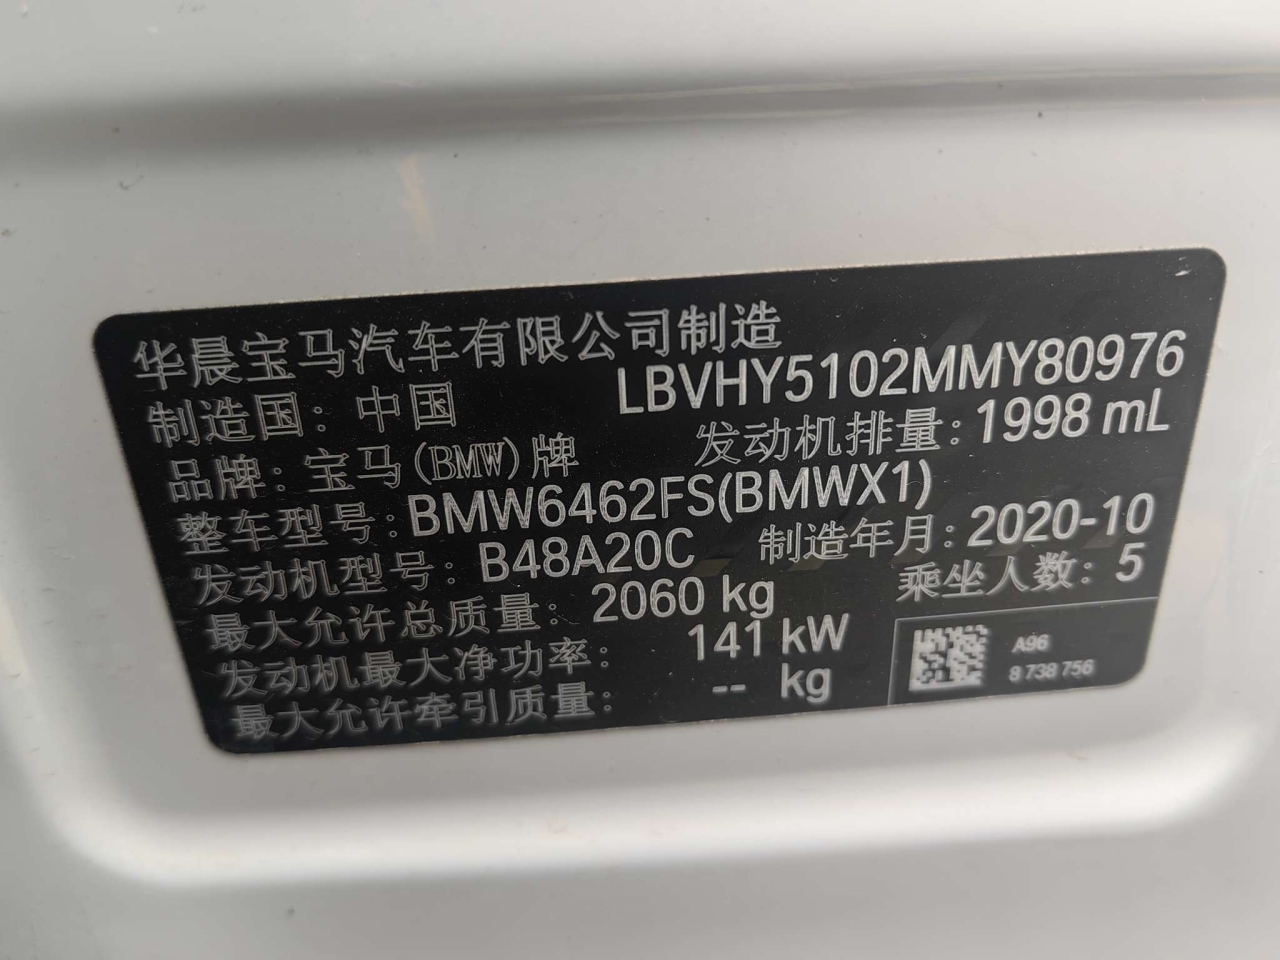 华晨宝马汽车有限公司制造
制造国：中国 LBVHY5102MMY80976
品牌：宝马(BMW)牌 发动机排量：1998 mL
整车型号：BMW6462FS(BMWX1)
发动机型号：B48A20C 制造年月：2020-10
最大允许总质量：2060 kg 乘坐人数：5
发动机最大净功率：141 kW
最大允许牵引质量：-- kg
A96
8 738 756